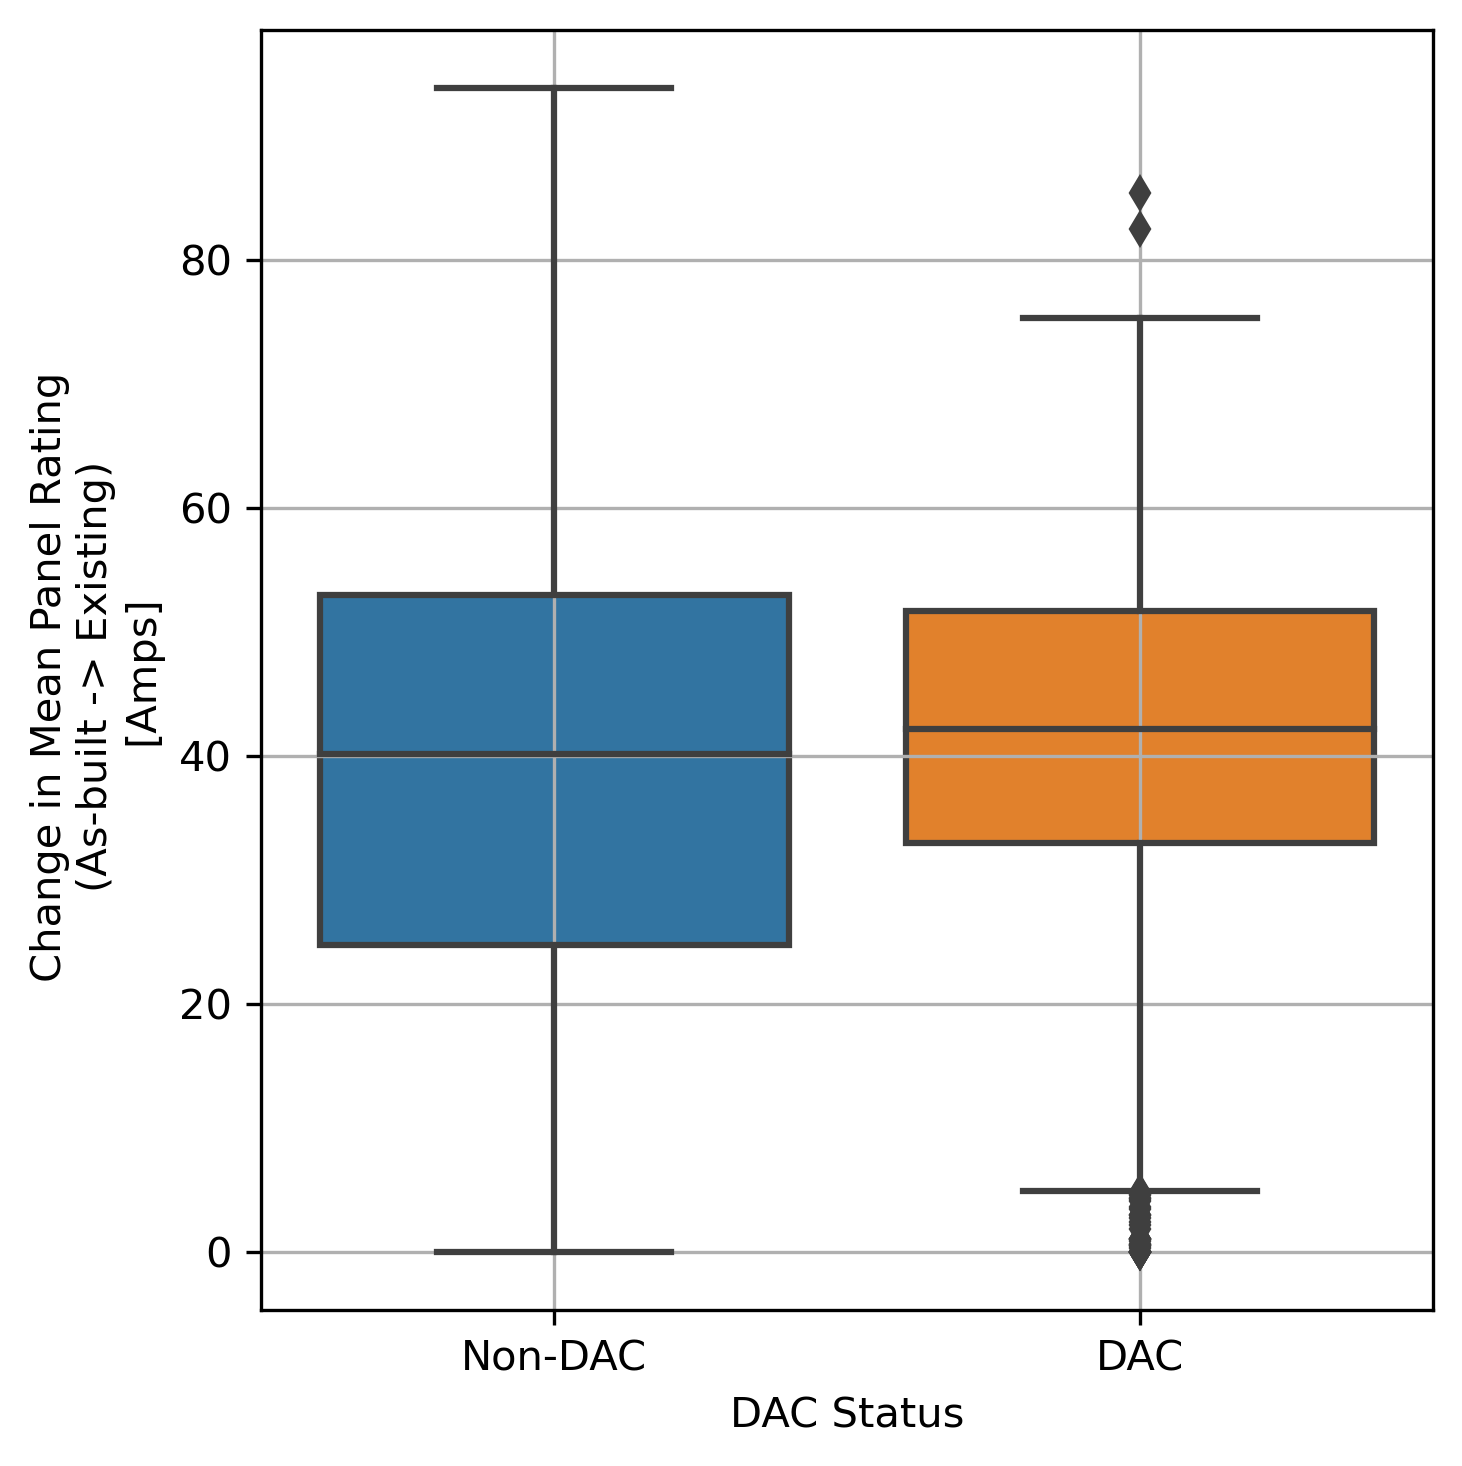 Change in Mean Panel Rating
(As-built -> Existing)
[Amps]
80
60
40
20
0
Non-DAC
DAC
DAC Status